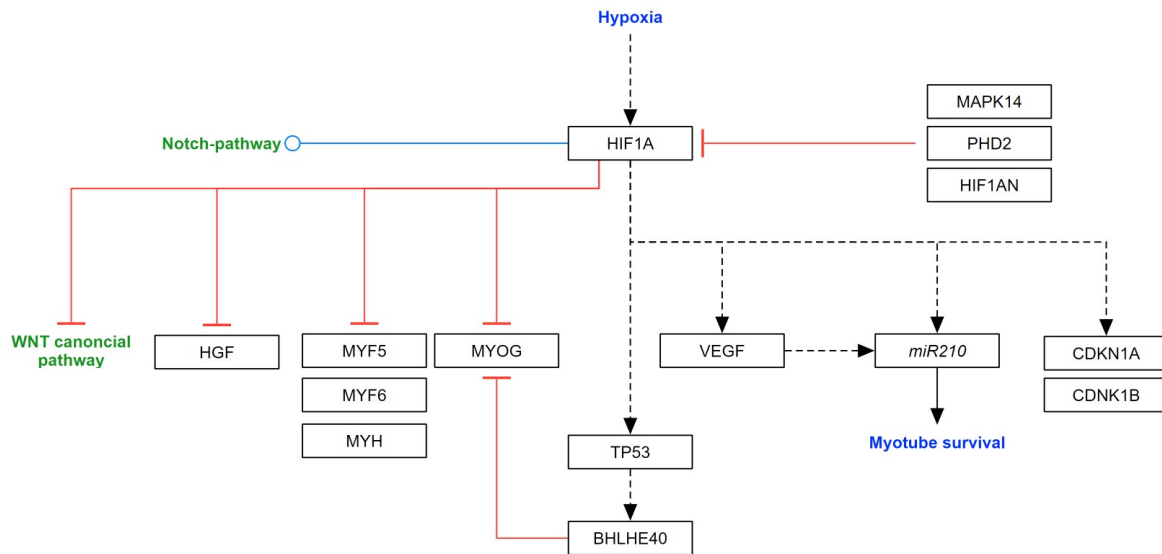 Hypoxia
MAPK14
Notch-pathway
HIF1A
PHD2
HIF1AN
WNT canoncial
pathway
HGF
MYF5
MYOG
VEGF
miR210
CDKN1A
MYF6
CDNK1B
MYH
TP53
Myotube survival
BHLHE40